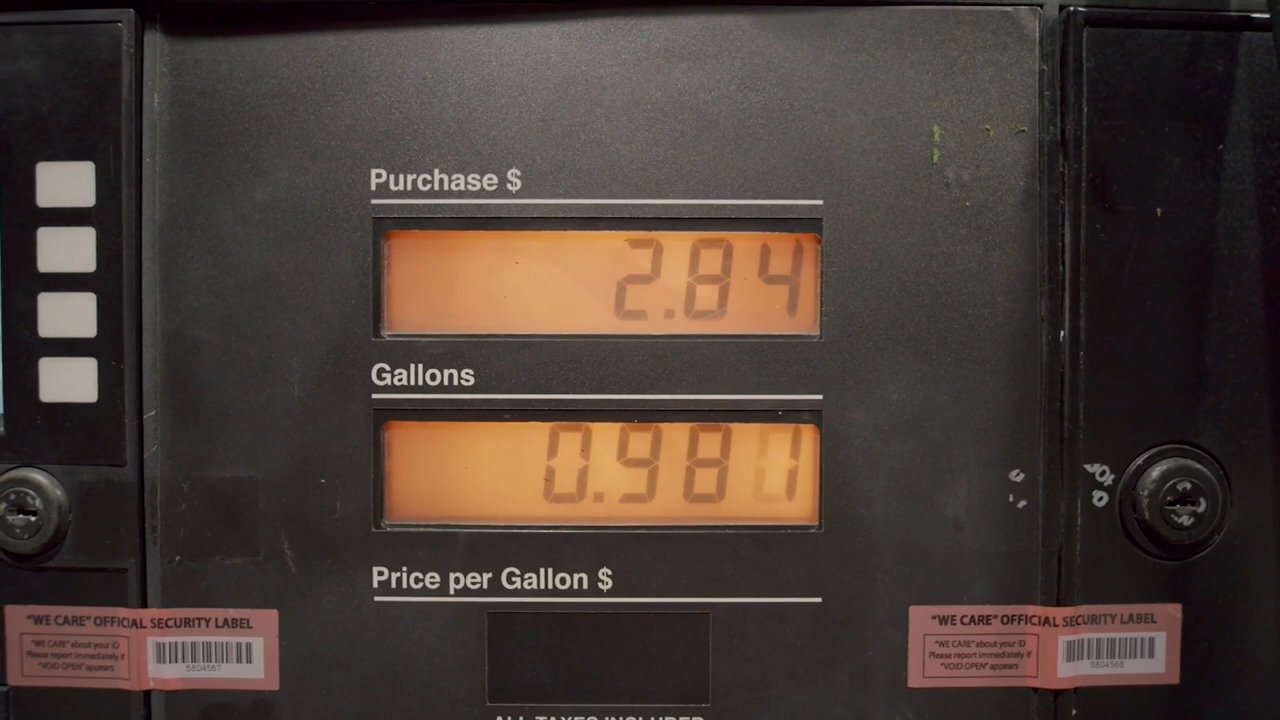 Purchase $
2.84
Gallons
0.981
Price per Gallon $
"WE CARE" OFFICIAL SECURITY LABEL
"WE CARE" about your ID
Please report immediately if
"VOID OPEN" appears
5804567
"WE CARE" OFFICIAL SECURITY LABEL
"WE CARE" about your ID
Please report immediately if
"VOID OPEN" appears
5804568
ALL TAXES INCLUDED